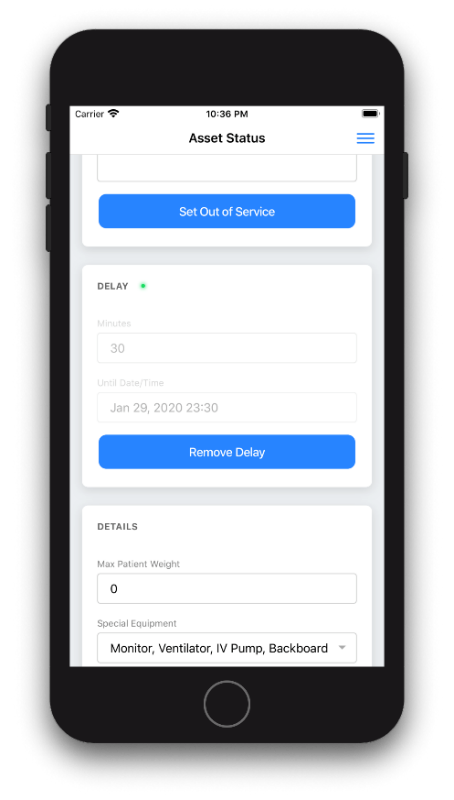 Carrier 10:36 PM
Asset Status
Set Out of Service
DELAY
Minutes
30
Until Date/Time
Jan 29, 2020 23:30
Remove Delay
DETAILS
Max Patient Weight
0
Special Equipment
Monitor, Ventilator, IV Pump, Backboard